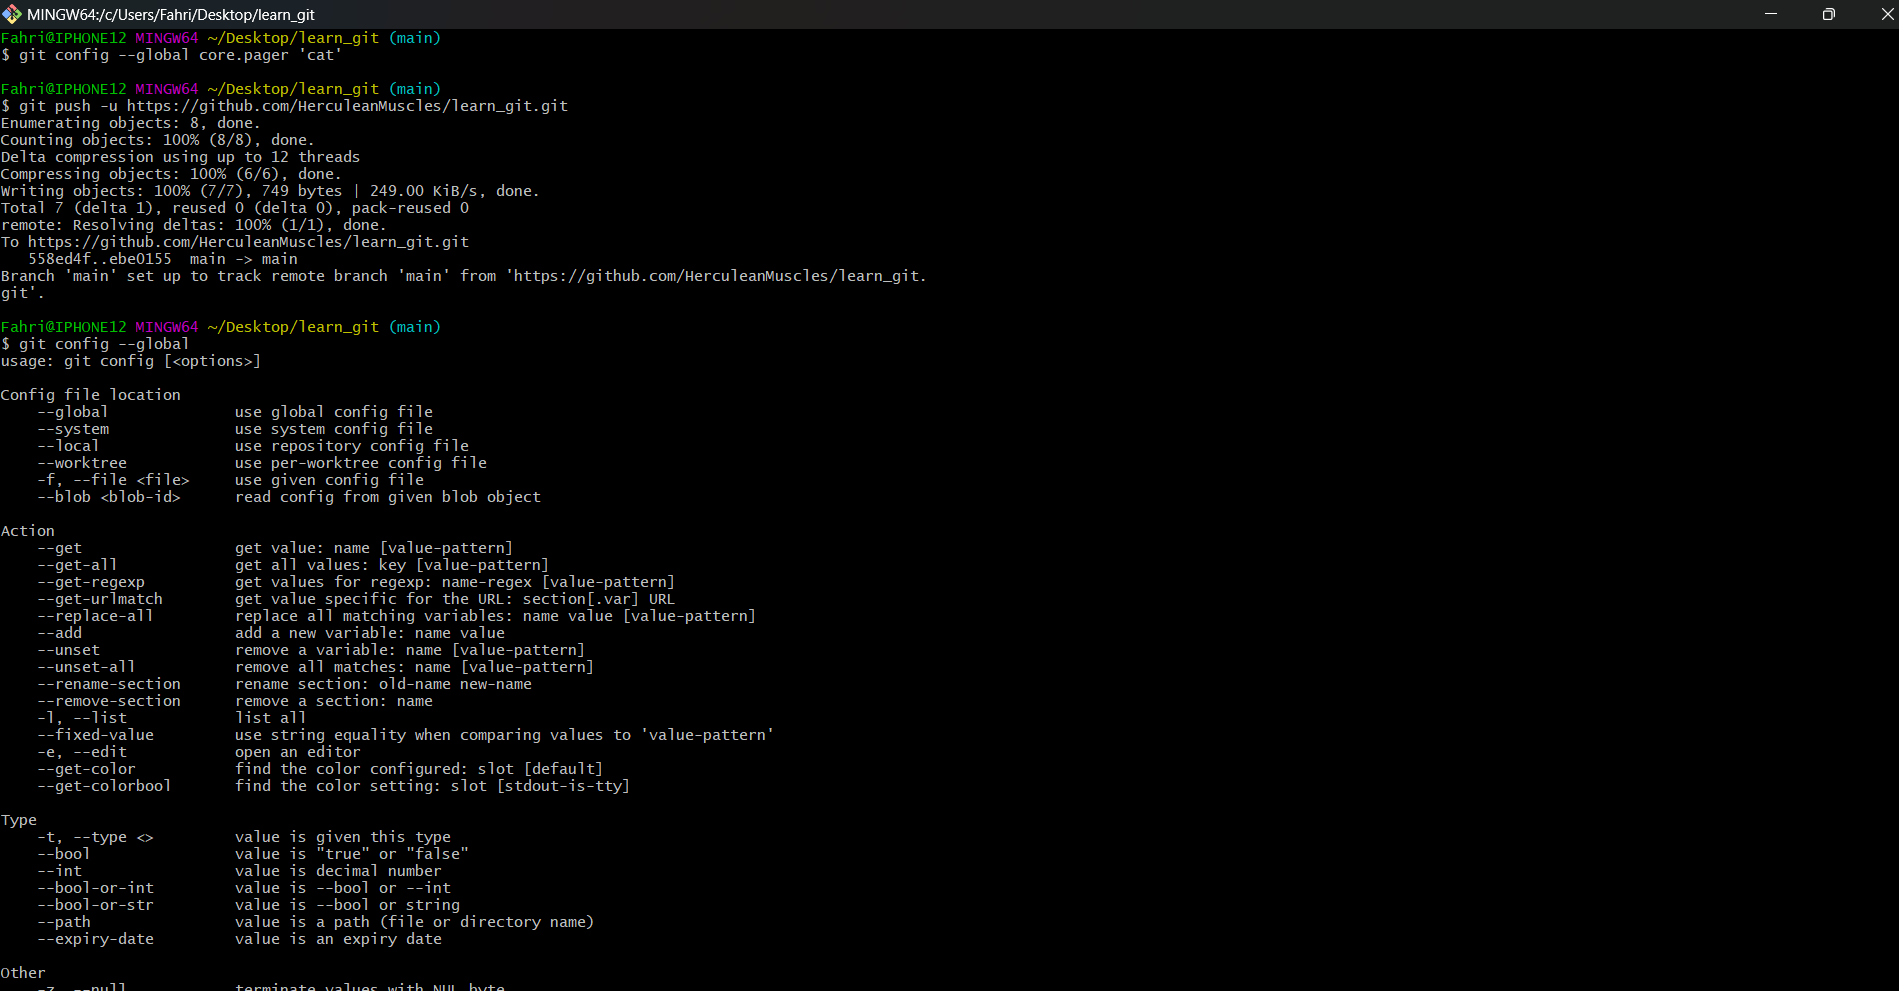 MINGW64:/c/Users/Fahri/Desktop/learn_git
Fahri@IPHONE12 MINGW64 ~/Desktop/learn_git (main)
$ git config --global core.pager 'cat'
Fahri@IPHONE12 MINGW64 ~/Desktop/learn_git (main)
$ git push -u https://github.com/HerculeanMuscles/learn_git.git
Enumerating objects: 8, done.
Counting objects: 100% (8/8), done.
Delta compression using up to 12 threads
Compressing objects: 100% (6/6), done.
Writing objects: 100% (7/7), 749 bytes | 249.00 KiB/s, done.
Total 7 (delta 1), reused 0 (delta 0), pack-reused 0
remote: Resolving deltas: 100% (1/1), done.
To https://github.com/HerculeanMuscles/learn_git.git
   558ed4f..ebe0155  main -> main
Branch 'main' set up to track remote branch 'main' from 'https://github.com/HerculeanMuscles/learn_git.
git'.
Fahri@IPHONE12 MINGW64 ~/Desktop/learn_git (main)
$ git config --global
usage: git config [<options>]
Config file location
    --global              use global config file
    --system              use system config file
    --local               use repository config file
    --worktree            use per-worktree config file
    -f, --file <file>     use given config file
    --blob <blob-id>      read config from given blob object
Action
    --get                 get value: name [value-pattern]
    --get-all             get all values: key [value-pattern]
    --get-regexp          get values for regexp: name-regex [value-pattern]
    --get-urlmatch        get value specific for the URL: section[.var] URL
    --replace-all         replace all matching variables: name value [value-pattern]
    --add                 add a new variable: name value
    --unset               remove a variable: name [value-pattern]
    --unset-all           remove all matches: name [value-pattern]
    --rename-section      rename section: old-name new-name
    --remove-section      remove a section: name
    -l, --list            list all
    --fixed-value         use string equality when comparing values to 'value-pattern'
    -e, --edit            open an editor
    --get-color           find the color configured: slot [default]
    --get-colorbool       find the color setting: slot [stdout-is-tty]
Type
    -t, --type <>         value is given this type
    --bool                value is "true" or "false"
    --int                 value is decimal number
    --bool-or-int         value is --bool or --int
    --bool-or-str         value is --bool or string
    --path                value is a path (file or directory name)
    --expiry-date         value is an expiry date
Other
    -z, --null            terminate values with NUL byte